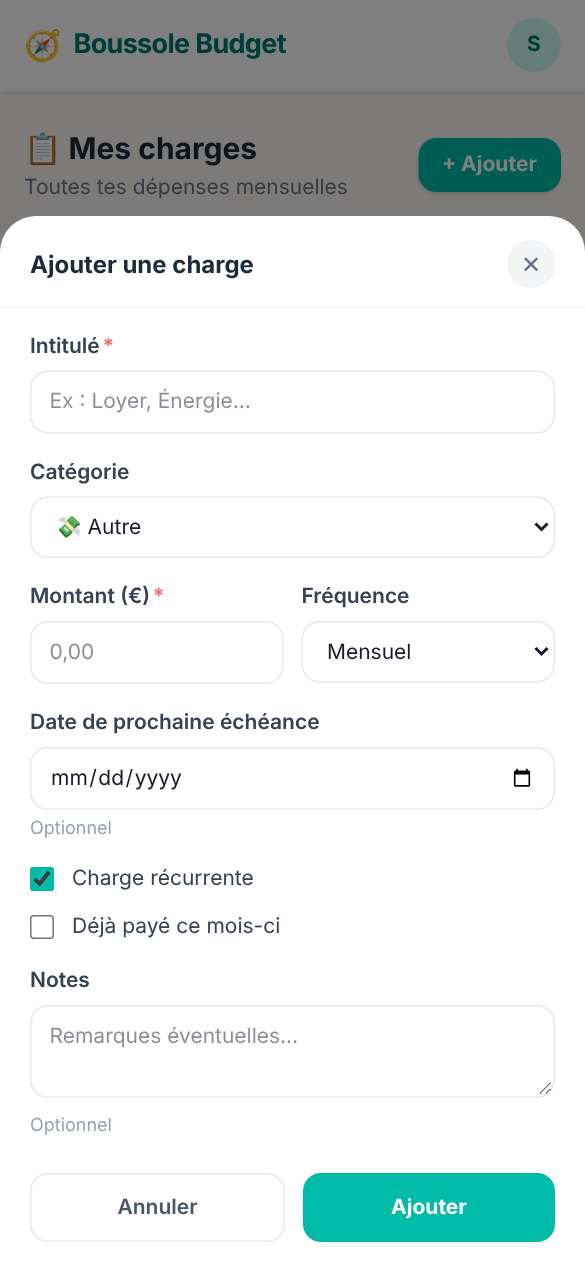 Boussole Budget
S
Mes charges
+ Ajouter
Toutes tes dépenses mensuelles
Ajouter une charge
Intitulé *
Ex : Loyer, Énergie...
Catégorie
Autre
Montant (€) *
Fréquence
0,00
Mensuel
Date de prochaine échéance
mm/dd/yyyy
Optionnel
Charge récurrente
Déjà payé ce mois-ci
Notes
Remarques éventuelles...
Optionnel
Annuler
Ajouter